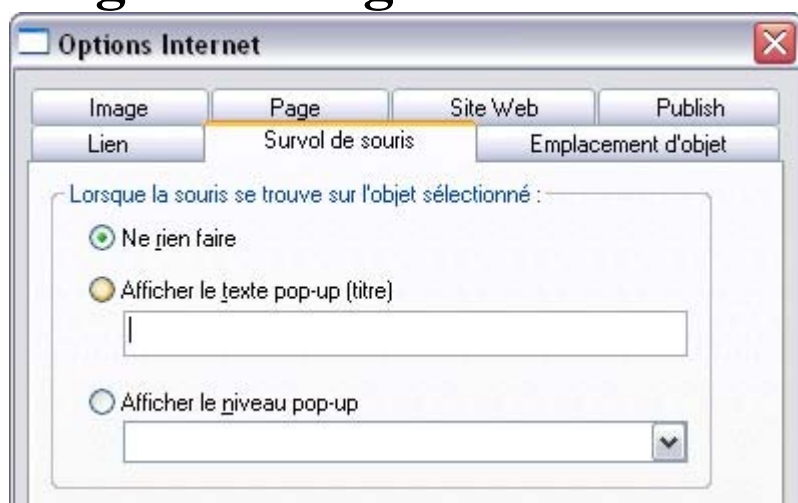 Options Internet
Image Page Site Web Publish
Lien Survol de souris Emplacement d'objet
Lorsque la souris se trouve sur l'objet sélectionné :
Ne rien faire
Afficher le texte pop-up (titre)
Afficher le niveau pop-up